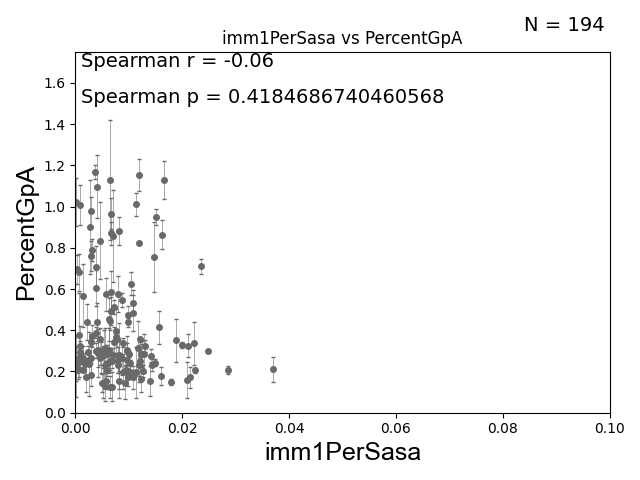 N = 194
imm1PerSasa vs PercentGpA
Spearman r = -0.06
Spearman p = 0.4184686740460568
PercentGpA
1.6
1.4
1.2
1.0
0.8
0.6
0.4
0.2
0.0
0.00 0.02 0.04 0.06 0.08 0.10
imm1PerSasa